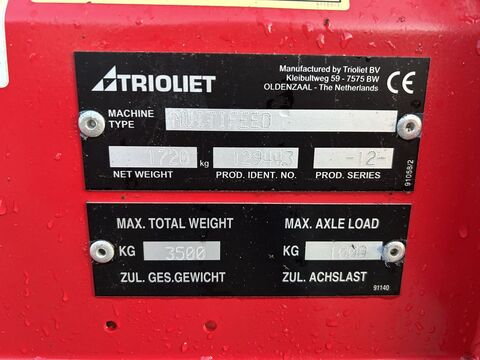 TRIOLIET
Manufactured by Trioliet BV
Kleibultweg 59 - 7575 BW
OLDENZAAL - The Netherlands
CE
MACHINE TYPE MULTIFEED
1720 kg 129443 -12-
NET WEIGHT PROD. IDENT. NO. PROD. SERIES
91058/2
MAX. TOTAL WEIGHT MAX. AXLE LOAD
KG 3500 KG
ZUL. GES.GEWICHT ZUL. ACHSLAST
91140